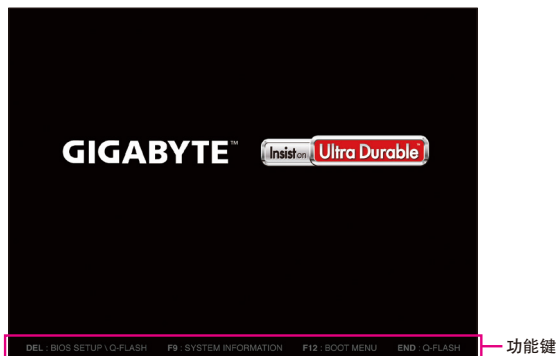 GIGABYTE™
Insist on Ultra Durable™
DEL : BIOS SETUP \ Q-FLASH F9 : SYSTEM INFORMATION F12 : BOOT MENU END : Q-FLASH
功能键